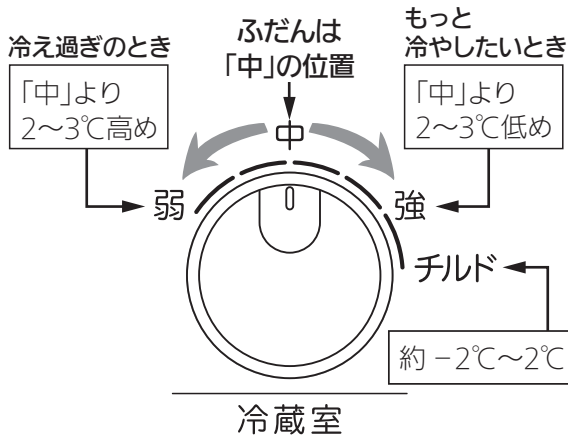 冷え過ぎのとき
「中」より
2〜3℃高め
ふだんは
「中」の位置
もっと
冷やしたいとき
「中」より
2〜3℃低め
中
弱
強
チルド
約 −2℃〜2℃
冷蔵室